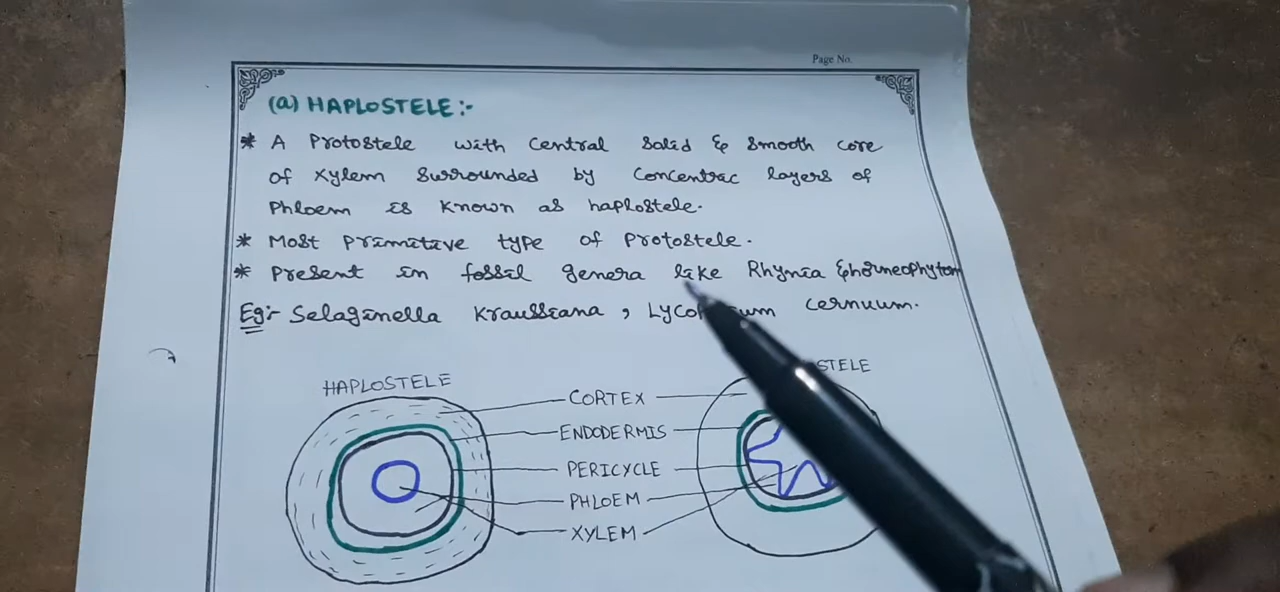 Page No.
(a) HAPLOSTELE :-
* A Protostele with Central Solid & Smooth core
of Xylem Surrounded by Concentric layers of
Phloem is Known as haplostele.
* Most Primitive type of Protostele.
* Present in fossil genera like Rhynia & horneophyton
Eg:- Selaginella Kraussiana , Lyco um cernuum.
HAPLOSTELE
STELE
CORTEX
ENDODERMIS
PERICYCLE
PHLOEM
XYLEM